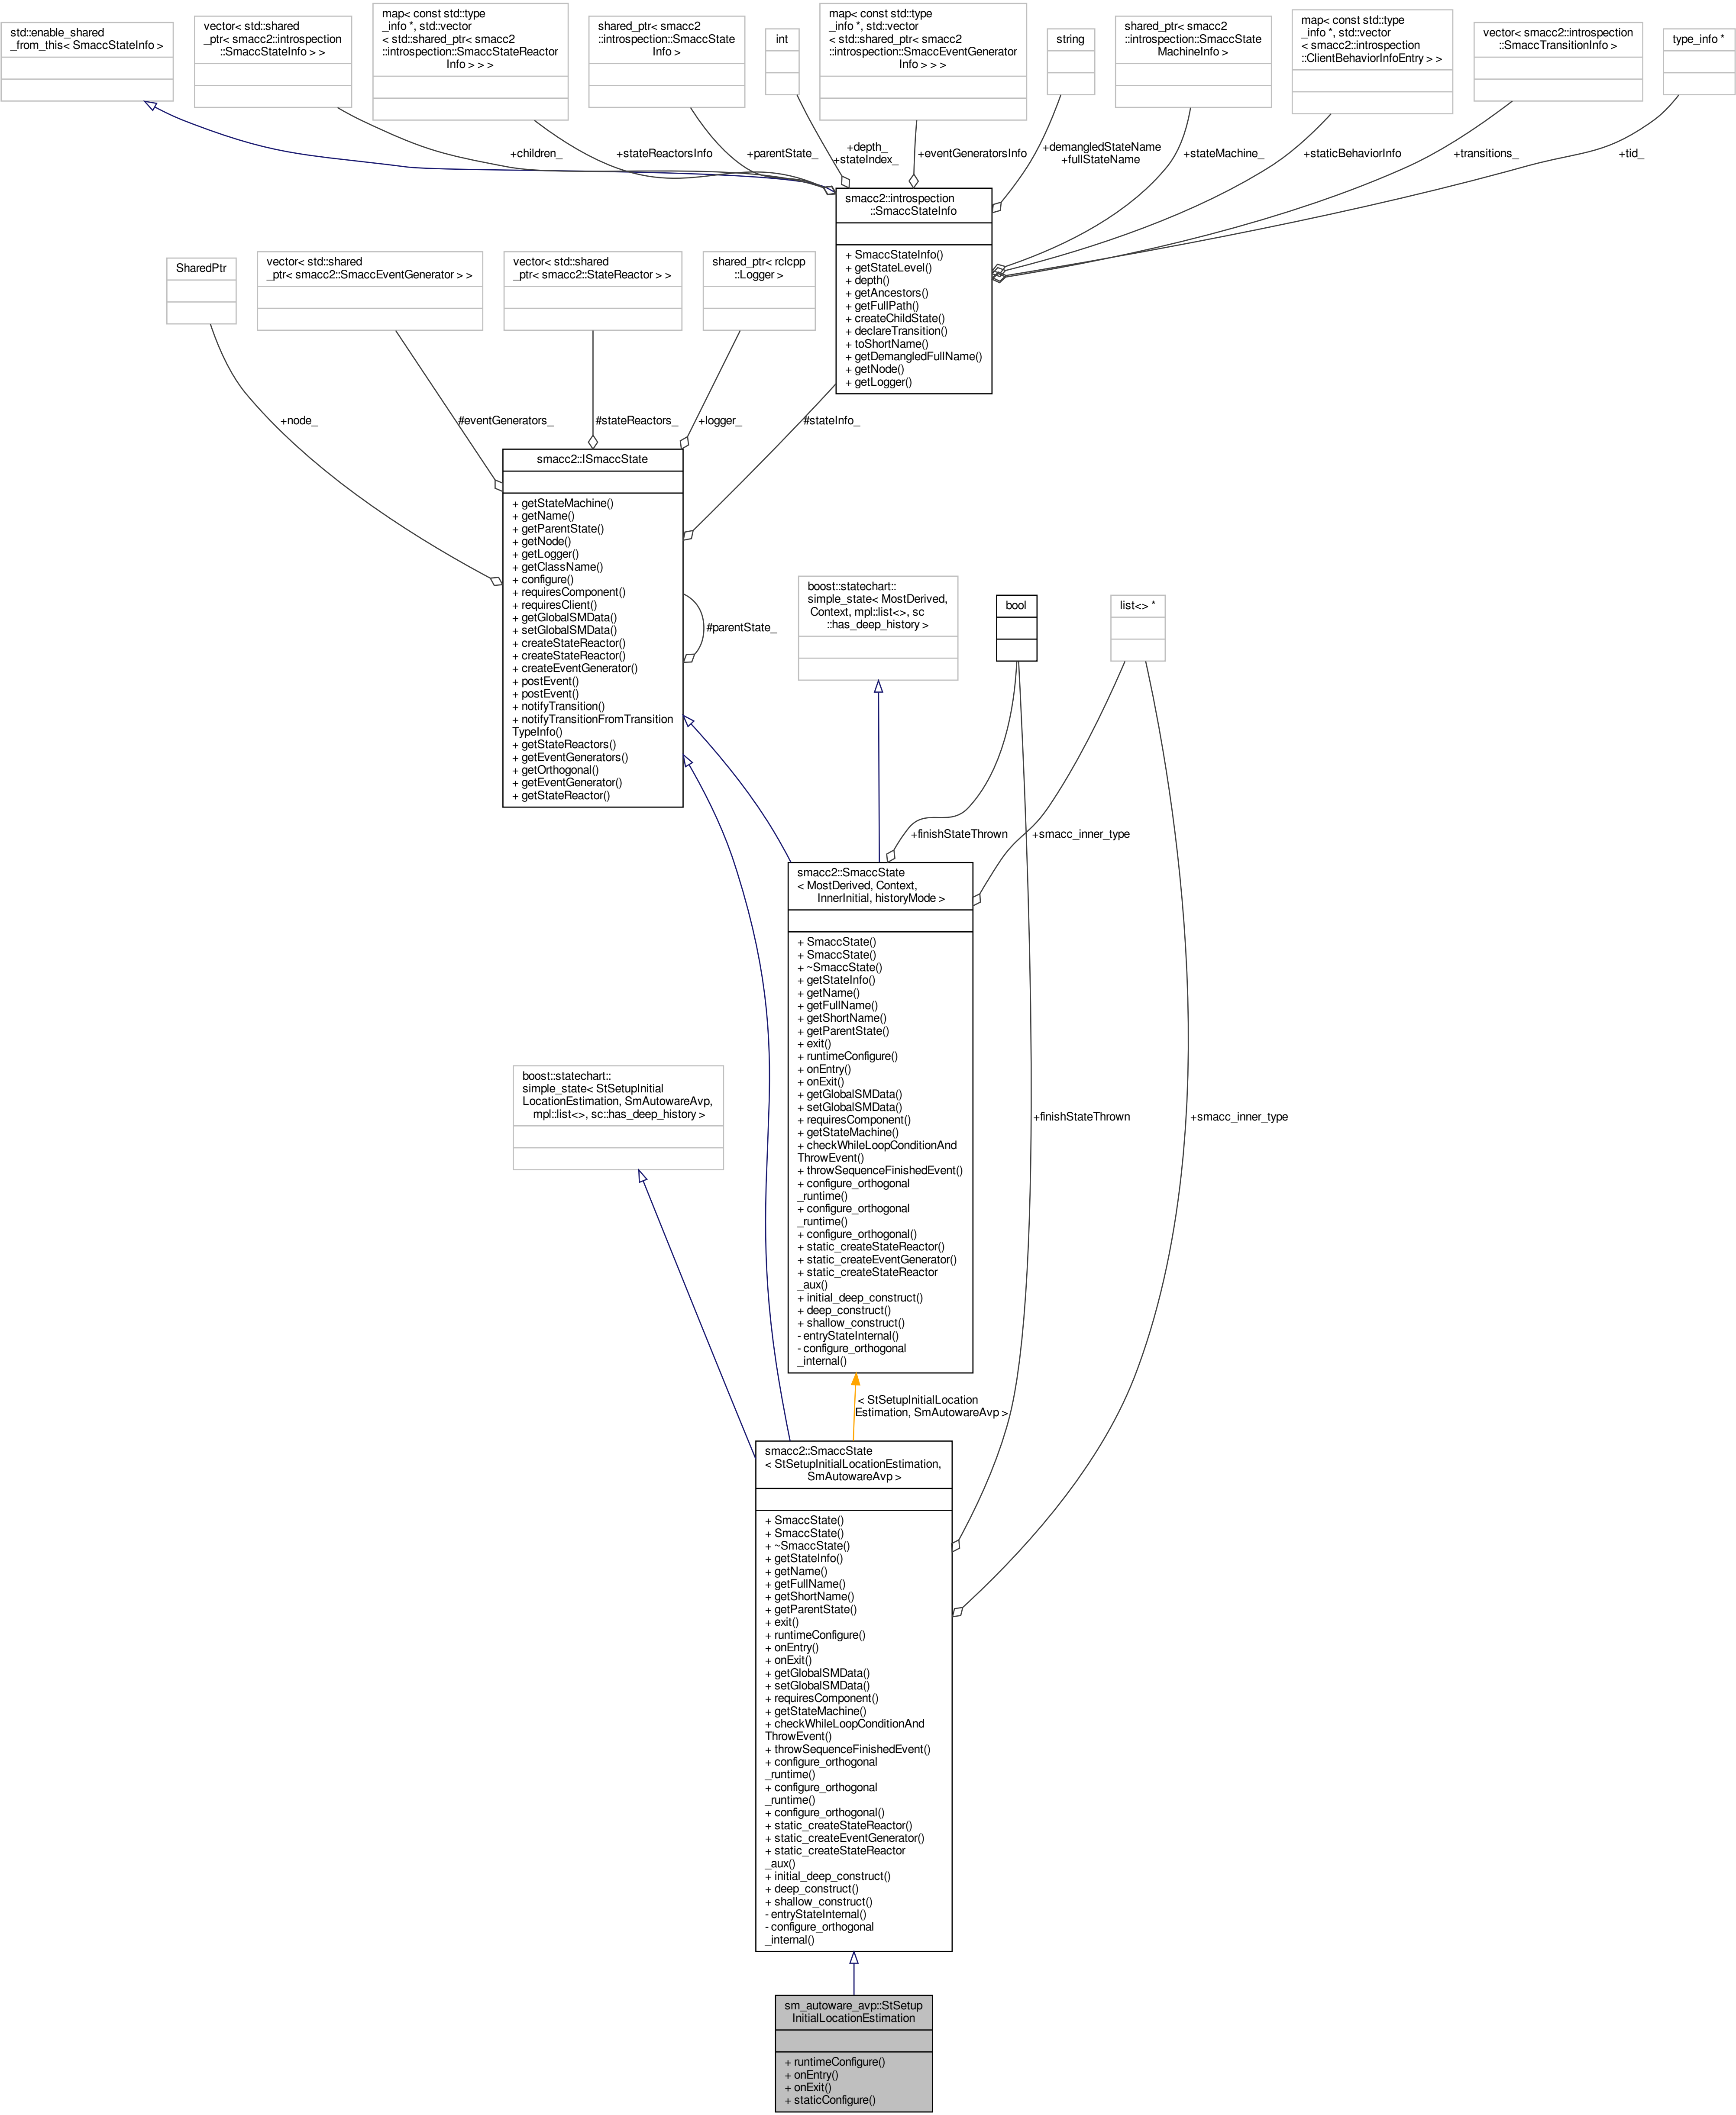 std::enable_shared
_from_this< SmaccStateInfo >
vector< std::shared
_ptr< smacc2::introspection
::SmaccStateInfo > >
map< const std::type
_info *, std::vector
< std::shared_ptr< smacc2
::introspection::SmaccStateReactor
Info > > >
shared_ptr< smacc2
::introspection::SmaccState
Info >
int
map< const std::type
_info *, std::vector
< std::shared_ptr< smacc2
::introspection::SmaccEventGenerator
Info > > >
string
shared_ptr< smacc2
::introspection::SmaccState
MachineInfo >
map< const std::type
_info *, std::vector
< smacc2::introspection
::ClientBehaviorInfoEntry > >
vector< smacc2::introspection
::SmaccTransitionInfo >
type_info *
+children_
+stateReactorsInfo
+parentState_
+depth_
+stateIndex_
+eventGeneratorsInfo
+demangledStateName
+fullStateName
+stateMachine_
+staticBehaviorInfo
+transitions_
+tid_
smacc2::introspection
::SmaccStateInfo
+ SmaccStateInfo()
+ getStateLevel()
+ depth()
+ getAncestors()
+ getFullPath()
+ createChildState()
+ declareTransition()
+ toShortName()
+ getDemangledFullName()
+ getNode()
+ getLogger()
SharedPtr
vector< std::shared
_ptr< smacc2::SmaccEventGenerator > >
vector< std::shared
_ptr< smacc2::StateReactor > >
shared_ptr< rclcpp
::Logger >
+node_
#eventGenerators_
#stateReactors_
+logger_
#stateInfo_
smacc2::ISmaccState
+ getStateMachine()
+ getName()
+ getParentState()
+ getNode()
+ getLogger()
+ getClassName()
+ configure()
+ requiresComponent()
+ requiresClient()
+ getGlobalSMData()
+ setGlobalSMData()
+ createStateReactor()
+ createStateReactor()
+ createEventGenerator()
+ postEvent()
+ postEvent()
+ notifyTransition()
+ notifyTransitionFromTransition
TypeInfo()
+ getStateReactors()
+ getEventGenerators()
+ getOrthogonal()
+ getEventGenerator()
+ getStateReactor()
#parentState_
boost::statechart::
simple_state< MostDerived,
Context, mpl::list<>, sc
::has_deep_history >
bool
list<> *
+finishStateThrown
+smacc_inner_type
smacc2::SmaccState
< MostDerived, Context,
InnerInitial, historyMode >
+ SmaccState()
+ SmaccState()
+ ~SmaccState()
+ getStateInfo()
+ getName()
+ getFullName()
+ getShortName()
+ getParentState()
+ exit()
+ runtimeConfigure()
+ onEntry()
+ onExit()
+ getGlobalSMData()
+ setGlobalSMData()
+ requiresComponent()
+ getStateMachine()
+ checkWhileLoopConditionAnd
ThrowEvent()
+ throwSequenceFinishedEvent()
+ configure_orthogonal
_runtime()
+ configure_orthogonal
_runtime()
+ configure_orthogonal()
+ static_createStateReactor()
+ static_createEventGenerator()
+ static_createStateReactor
_aux()
+ initial_deep_construct()
+ deep_construct()
+ shallow_construct()
- entryStateInternal()
- configure_orthogonal
_internal()
boost::statechart::
simple_state< StSetupInitial
LocationEstimation, SmAutowareAvp,
mpl::list<>, sc::has_deep_history >
+finishStateThrown
+smacc_inner_type
< StSetupInitialLocation
Estimation, SmAutowareAvp >
smacc2::SmaccState
< StSetupInitialLocationEstimation,
SmAutowareAvp >
+ SmaccState()
+ SmaccState()
+ ~SmaccState()
+ getStateInfo()
+ getName()
+ getFullName()
+ getShortName()
+ getParentState()
+ exit()
+ runtimeConfigure()
+ onEntry()
+ onExit()
+ getGlobalSMData()
+ setGlobalSMData()
+ requiresComponent()
+ getStateMachine()
+ checkWhileLoopConditionAnd
ThrowEvent()
+ throwSequenceFinishedEvent()
+ configure_orthogonal
_runtime()
+ configure_orthogonal
_runtime()
+ configure_orthogonal()
+ static_createStateReactor()
+ static_createEventGenerator()
+ static_createStateReactor
_aux()
+ initial_deep_construct()
+ deep_construct()
+ shallow_construct()
- entryStateInternal()
- configure_orthogonal
_internal()
sm_autoware_avp::StSetup
InitialLocationEstimation
+ runtimeConfigure()
+ onEntry()
+ onExit()
+ staticConfigure()